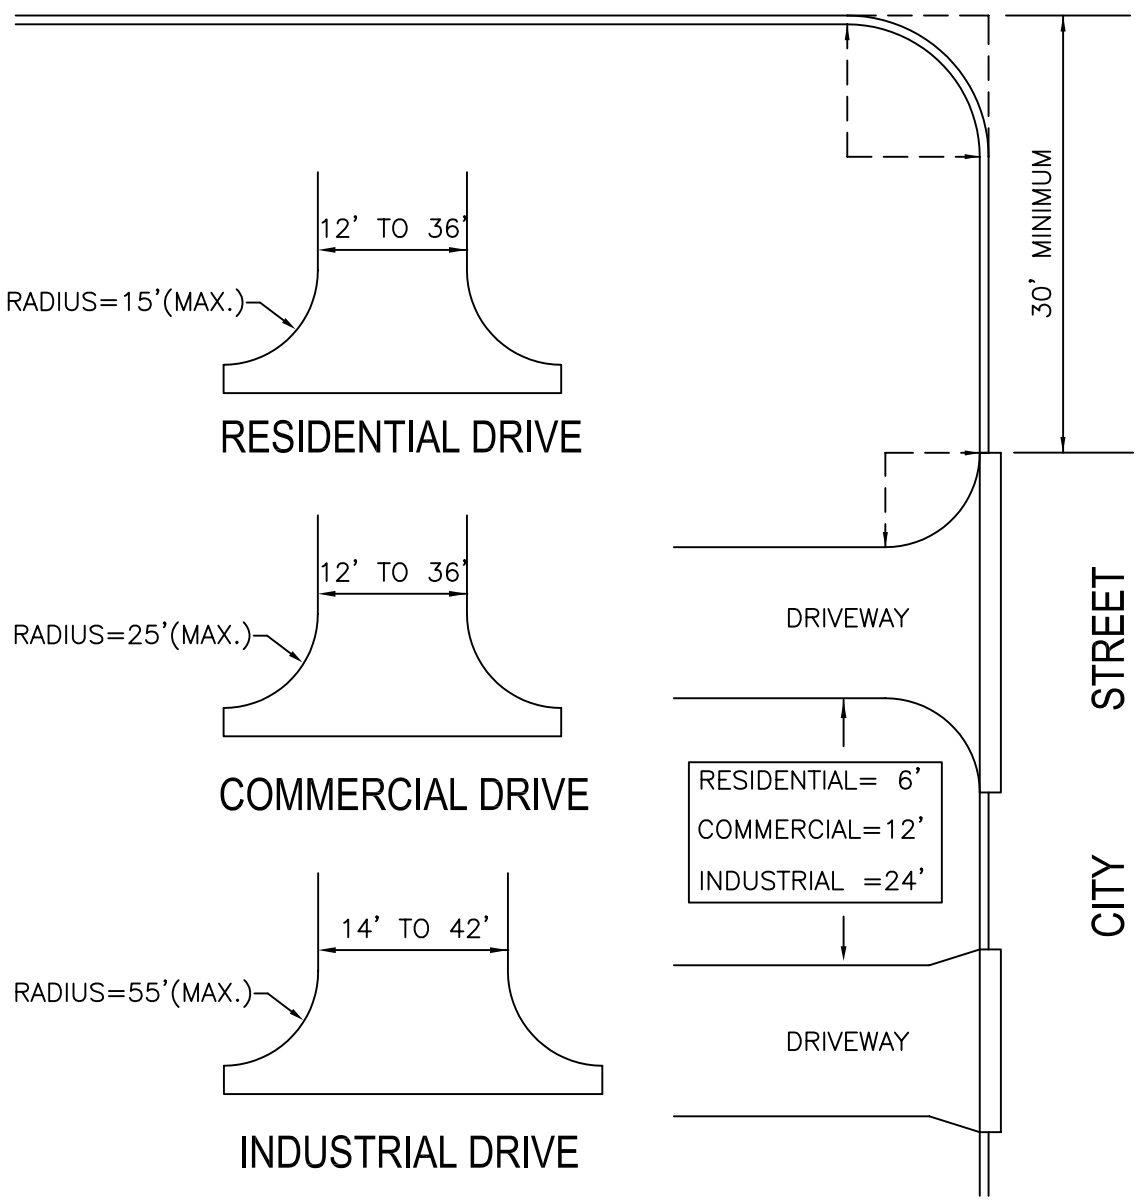 12' TO 36'
RADIUS=15'(MAX.)
RESIDENTIAL DRIVE
12' TO 36'
RADIUS=25'(MAX.)
COMMERCIAL DRIVE
14' TO 42'
RADIUS=55'(MAX.)
INDUSTRIAL DRIVE
30' MINIMUM
DRIVEWAY
RESIDENTIAL= 6'
COMMERCIAL=12'
INDUSTRIAL =24'
DRIVEWAY
CITY STREET